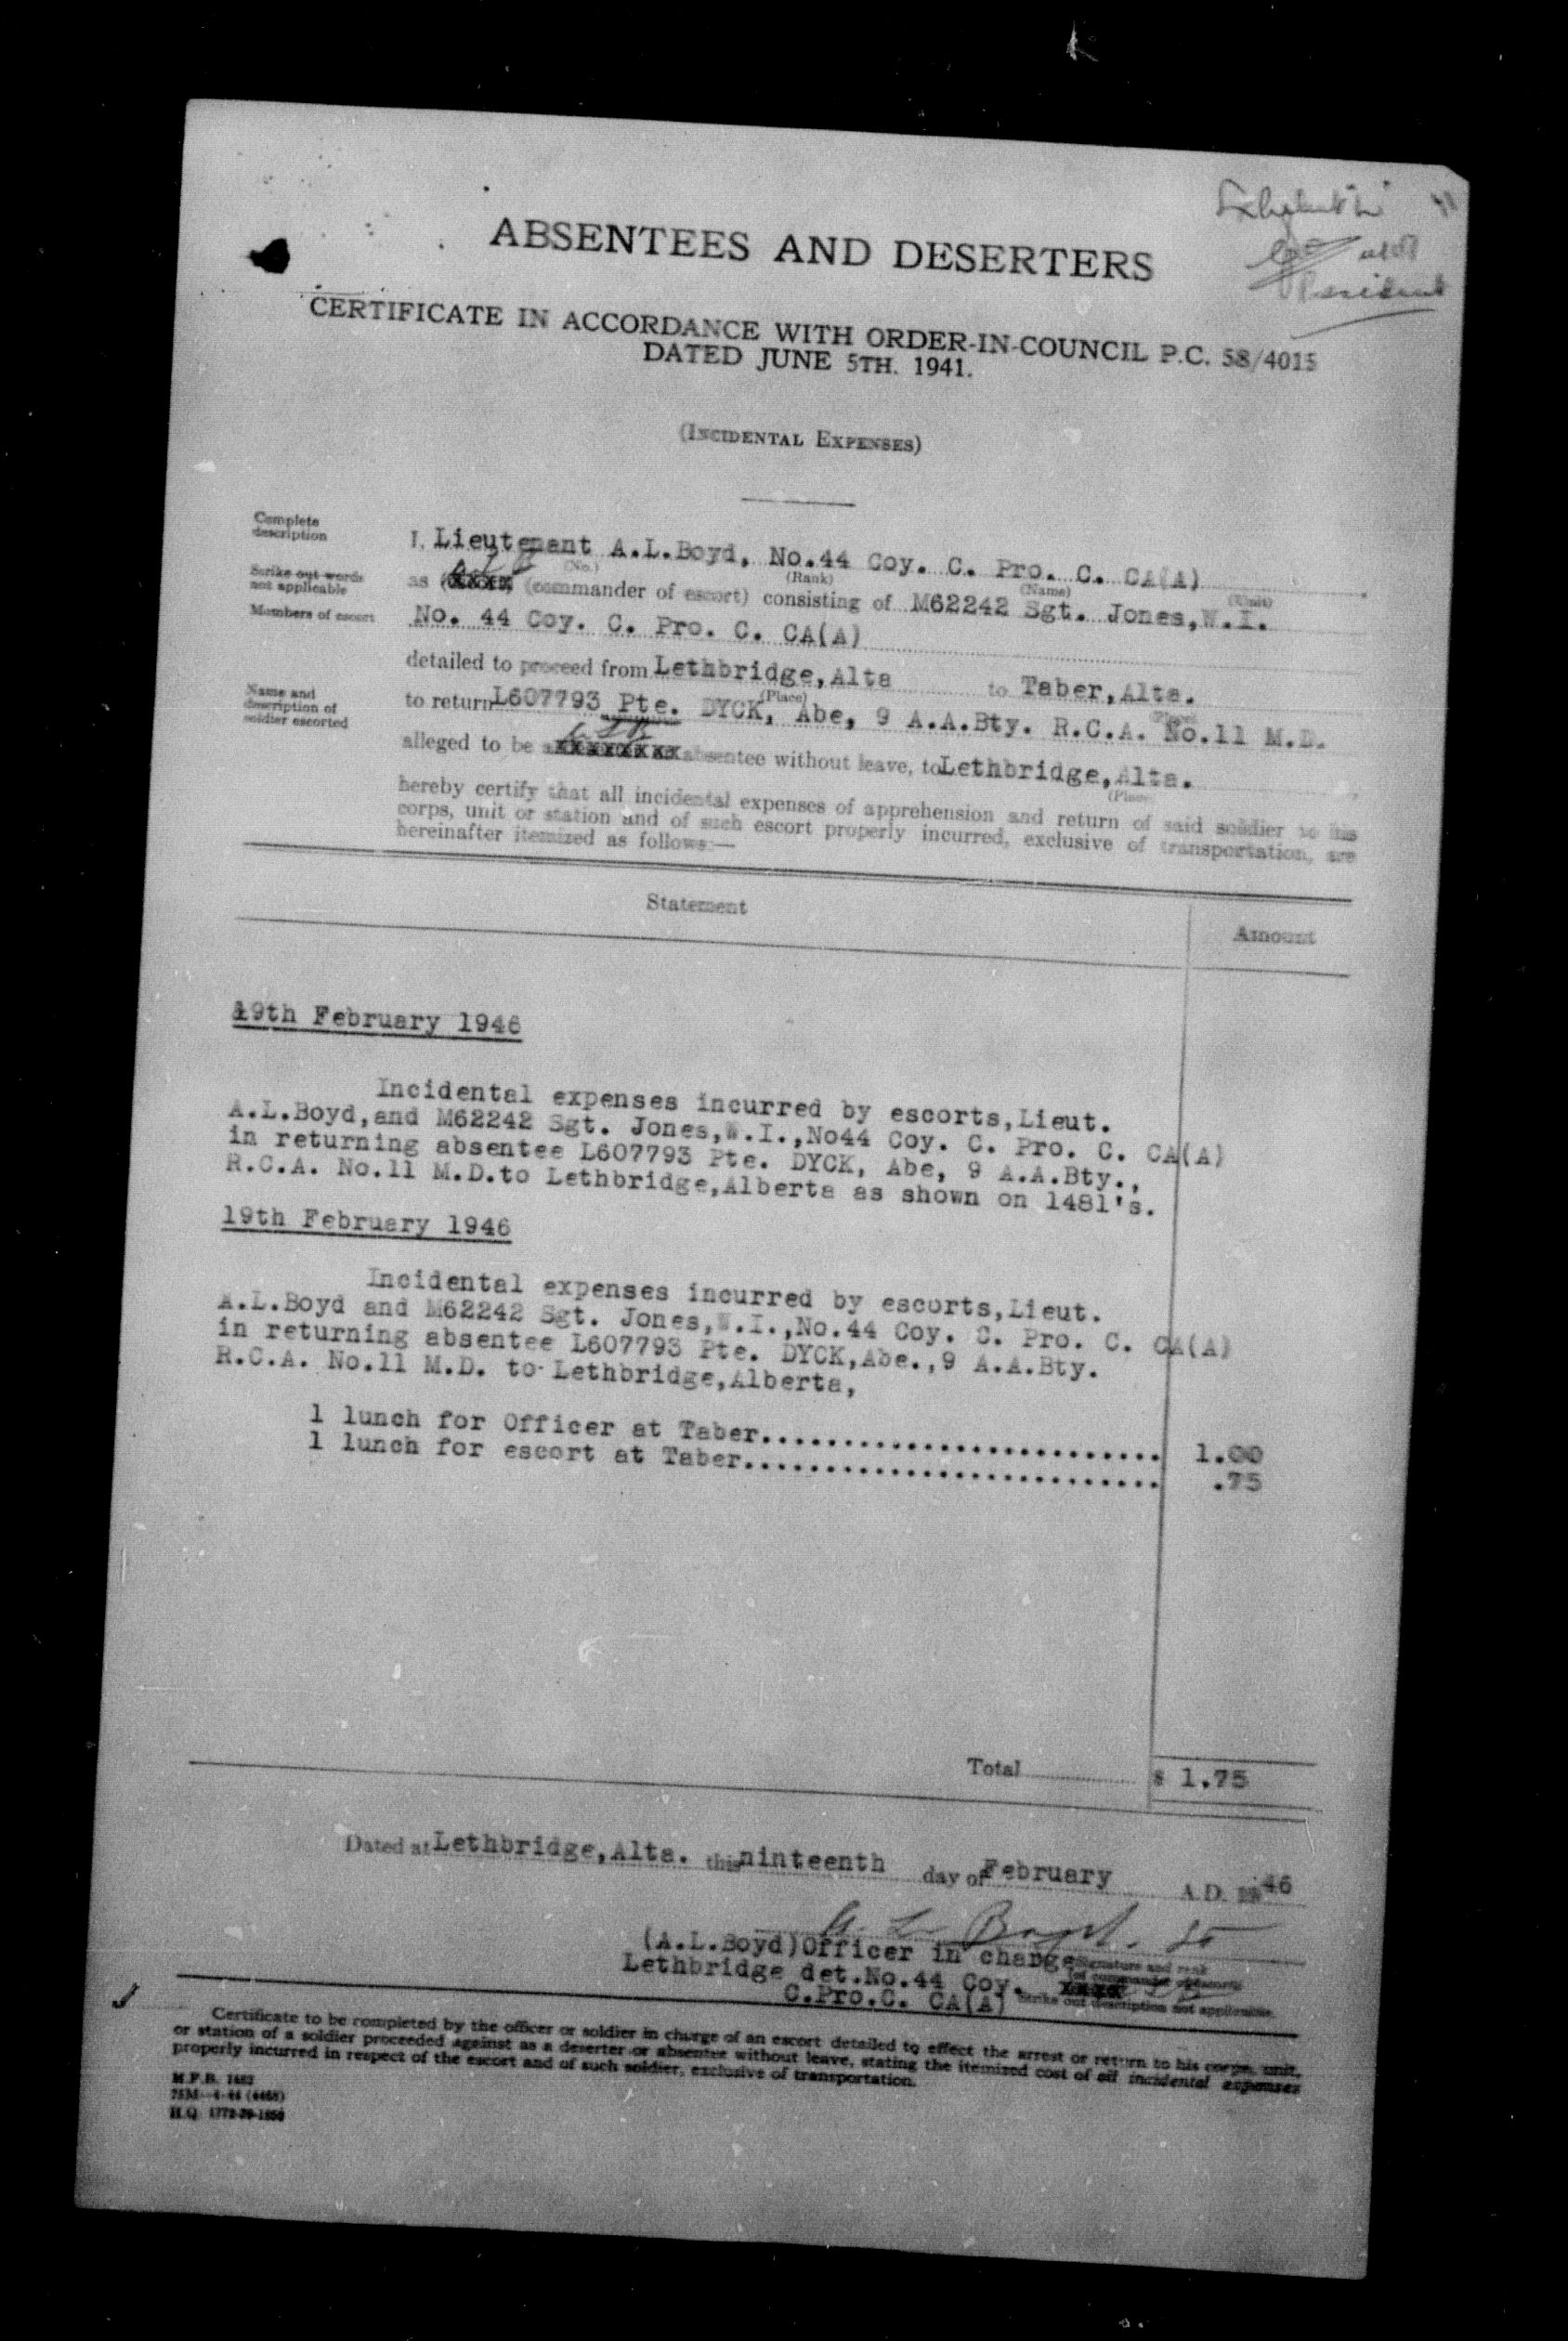 ABSENTEES AND DESERTERS
CERTIFICATE IN ACCORDANCE WITH ORDER-IN-COUNCIL P.C. 58/4015
DATED JUNE 5TH. 1941.
(INCIDENTAL EXPENSES)
Complete description
I, Lieutenant A.L.Boyd, No.44 Coy. C. Pro. C. CA(A)
(No.) (Rank) (Name) (Unit)
Strike out words not applicable
as (xxxx) (commander of escort) consisting of M62242 Sgt. Jones,W.I.
Members of escort
No. 44 Coy. C. Pro. C. CA(A)
detailed to proceed from Lethbridge,Alta to Taber,Alta.
(Place) (Place)
Name and description of soldier escorted
to return L607793 Pte. DYCK, Abe, 9 A.A.Bty. R.C.A. No.11 M.D.
alleged to be a xxxxxxxx absentee without leave, to Lethbridge,Alta.
(Place)
hereby certify that all incidental expenses of apprehension and return of said soldier to his
corps, unit or station and of such escort properly incurred, exclusive of transportation, are
hereinafter itemized as follows:—
Statement
Amount
19th February 1946
Incidental expenses incurred by escorts,Lieut.
A.L.Boyd,and M62242 Sgt. Jones,W.I.,No44 Coy. C. Pro. C. CA(A)
in returning absentee L607793 Pte. DYCK, Abe, 9 A.A.Bty.,
R.C.A. No.11 M.D.to Lethbridge,Alberta as shown on 1481's.
19th February 1946
Incidental expenses incurred by escorts,Lieut.
A.L.Boyd and M62242 Sgt. Jones,W.I.,No.44 Coy. C. Pro. C. CA(A)
in returning absentee L607793 Pte. DYCK,Abe.,9 A.A.Bty.
R.C.A. No.11 M.D. to Lethbridge,Alberta,
1 lunch for Officer at Taber.......................... 1.00
1 lunch for escort at Taber........................... .75
Total $ 1.75
Dated at Lethbridge,Alta. this ninteenth day of February A.D. 46
A. L. Boyd. Lt
(A.L.Boyd)Officer in charge
Signature and rank
Lethbridge det.No.44 Coy.
C.Pro.C. CA(A)
Strike out description not applicable.
Certificate to be completed by the officer or soldier in charge of an escort detailed to effect the arrest or return to his corps, unit,
or station of a soldier proceeded against as a deserter or absentee without leave, stating the itemized cost of all incidental expenses
properly incurred in respect of the escort and of such soldier, exclusive of transportation.